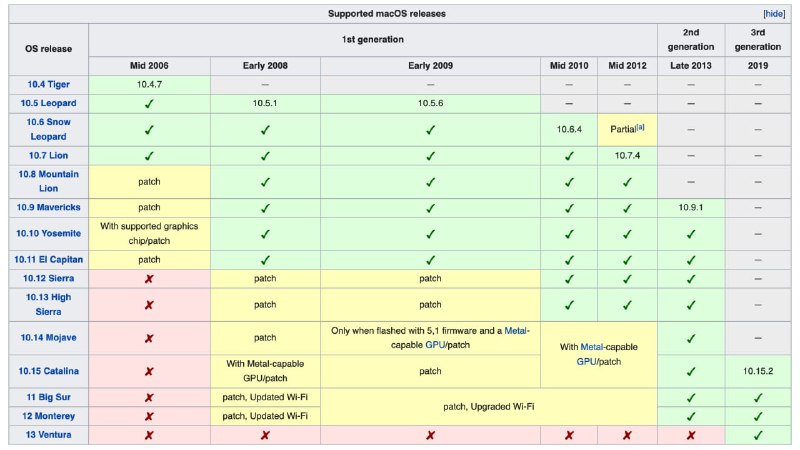 Supported macOS releases [hide]
OS release 1st generation 2nd generation 3rd generation
Mid 2006 Early 2008 Early 2009 Mid 2010 Mid 2012 Late 2013 2019
10.4 Tiger 10.4.7 — — — — — —
10.5 Leopard ✓ 10.5.1 10.5.6 — — — —
10.6 Snow Leopard ✓ ✓ ✓ 10.6.4 Partial[a] — —
10.7 Lion ✓ ✓ ✓ ✓ 10.7.4 — —
10.8 Mountain Lion patch ✓ ✓ ✓ ✓ — —
10.9 Mavericks patch ✓ ✓ ✓ ✓ 10.9.1 —
10.10 Yosemite With supported graphics chip/patch ✓ ✓ ✓ ✓ ✓ —
10.11 El Capitan patch ✓ ✓ ✓ ✓ ✓ —
10.12 Sierra ✘ patch patch ✓ ✓ ✓ —
10.13 High Sierra ✘ patch patch ✓ ✓ ✓ —
10.14 Mojave ✘ patch Only when flashed with 5,1 firmware and a Metal-capable GPU/patch With Metal-capable GPU/patch ✓ —
10.15 Catalina ✘ With Metal-capable GPU/patch patch ✓ 10.15.2
11 Big Sur ✘ patch, Updated Wi-Fi patch, Upgraded Wi-Fi ✓ ✓
12 Monterey ✘ patch, Updated Wi-Fi ✓ ✓
13 Ventura ✘ ✘ ✘ ✘ ✘ ✘ ✓